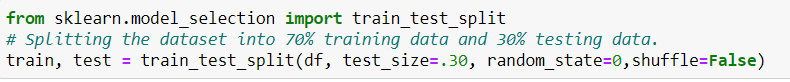 from sklearn.model_selection import train_test_split
# Splitting the dataset into 70% training data and 30% testing data.
train, test = train_test_split(df, test_size=.30, random_state=0,shuffle=False)